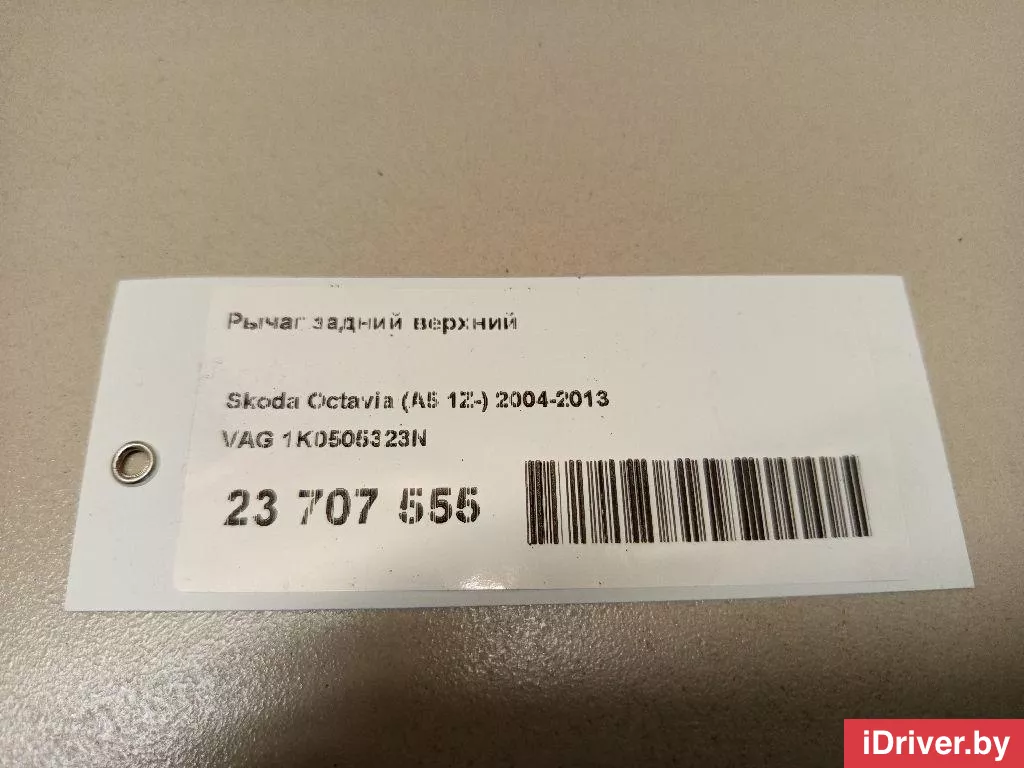 Рычаг задний верхний
Skoda Octavia (A5 1Z-) 2004-2013
VAG 1K0505323N
23 707 555
iDriver.by